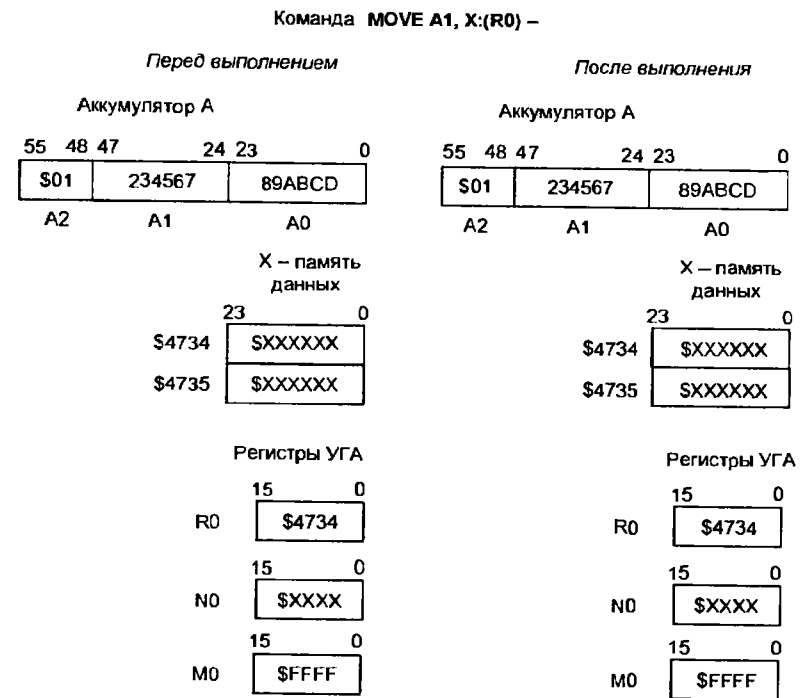 Команда MOVE A1, X:(R0) –
Перед выполнением После выполнения
Аккумулятор А Аккумулятор А
55 48 47 24 23 0 55 48 47 24 23 0
$01 234567 89ABCD $01 234567 89ABCD
A2 A1 A0 A2 A1 A0
X – память X – память
данных данных
23 0 23 0
$4734 $XXXXXX $4734 $XXXXXX
$4735 $XXXXXX $4735 $XXXXXX
Регистры УГА Регистры УГА
15 0 15 0
R0 $4734 R0 $4734
15 0 15 0
N0 $XXXX N0 $XXXX
15 0 15 0
M0 $FFFF M0 $FFFF